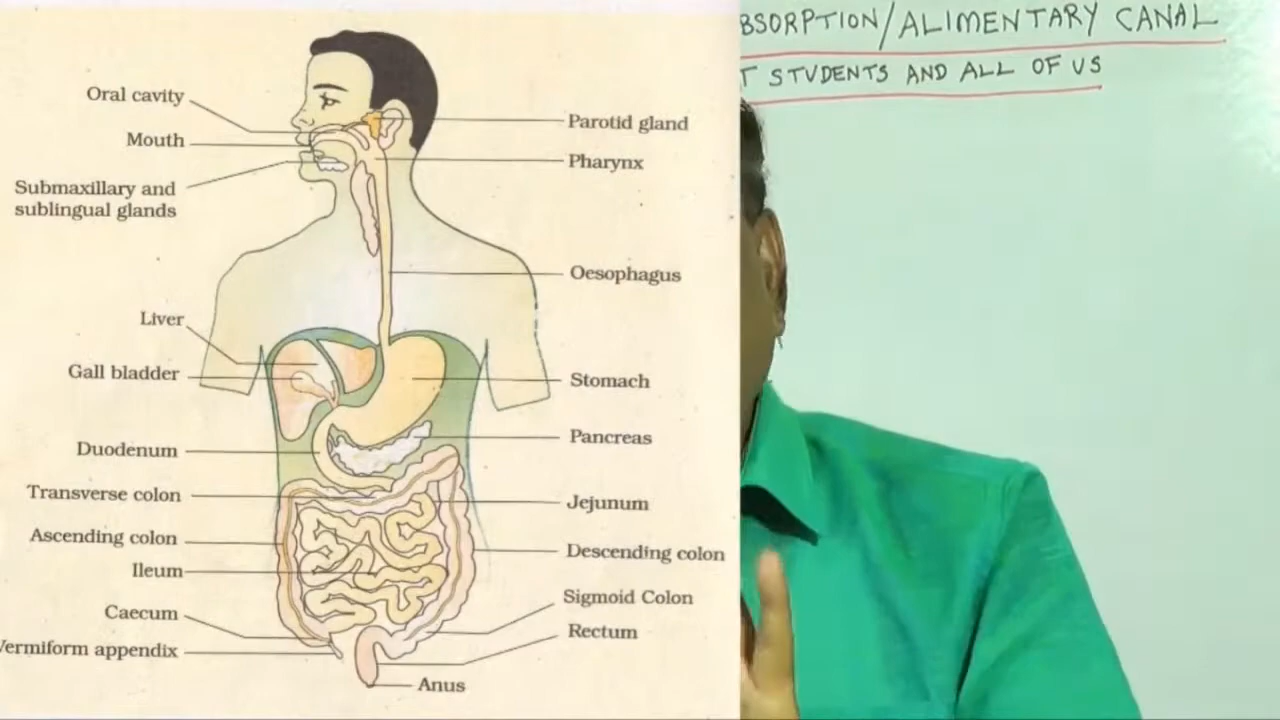 BSORPTION/ALIMENTARY CANAL
T STUDENTS AND ALL OF US
Oral cavity
Mouth
Submaxillary and
sublingual glands
Liver
Gall bladder
Duodenum
Transverse colon
Ascending colon
Ileum
Caecum
Vermiform appendix
Parotid gland
Pharynx
Oesophagus
Stomach
Pancreas
Jejunum
Descending colon
Sigmoid Colon
Rectum
Anus